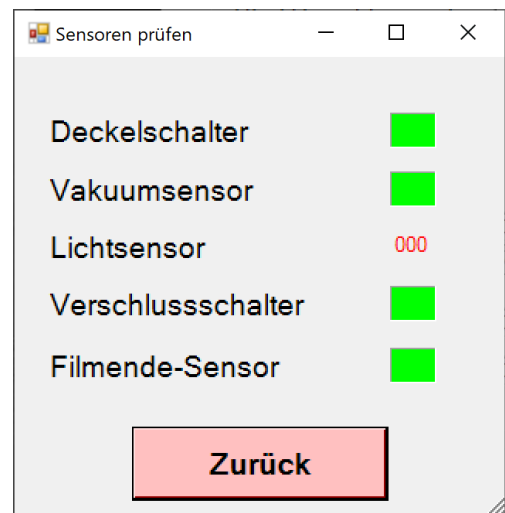 Sensoren prüfen
Deckelschalter
Vakuumsensor
Lichtsensor 000
Verschlussschalter
Filmende-Sensor
Zurück